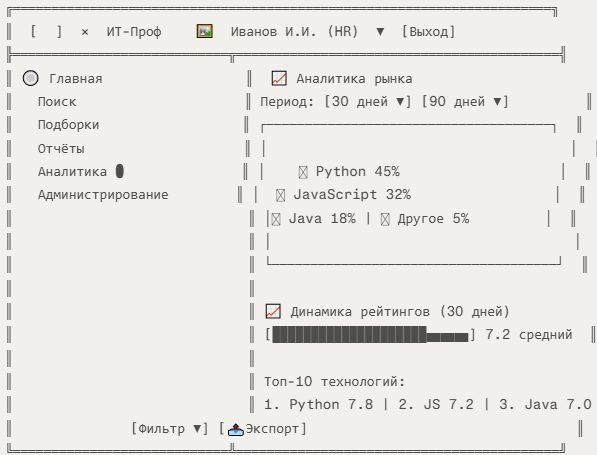 [ ] × ИТ-Проф Иванов И.И. (HR) ▼ [Выход]
Главная 📈 Аналитика рынка
Поиск Период: [30 дней ▼] [90 дней ▼]
Подборки
Отчёты
Аналитика Python 45%
Администрирование JavaScript 32%
Java 18% | Другое 5%
📈 Динамика рейтингов (30 дней)
[███████████████████▄▄▄▄▄] 7.2 средний
Топ-10 технологий:
1. Python 7.8 | 2. JS 7.2 | 3. Java 7.0
[Фильтр ▼] [📤Экспорт]